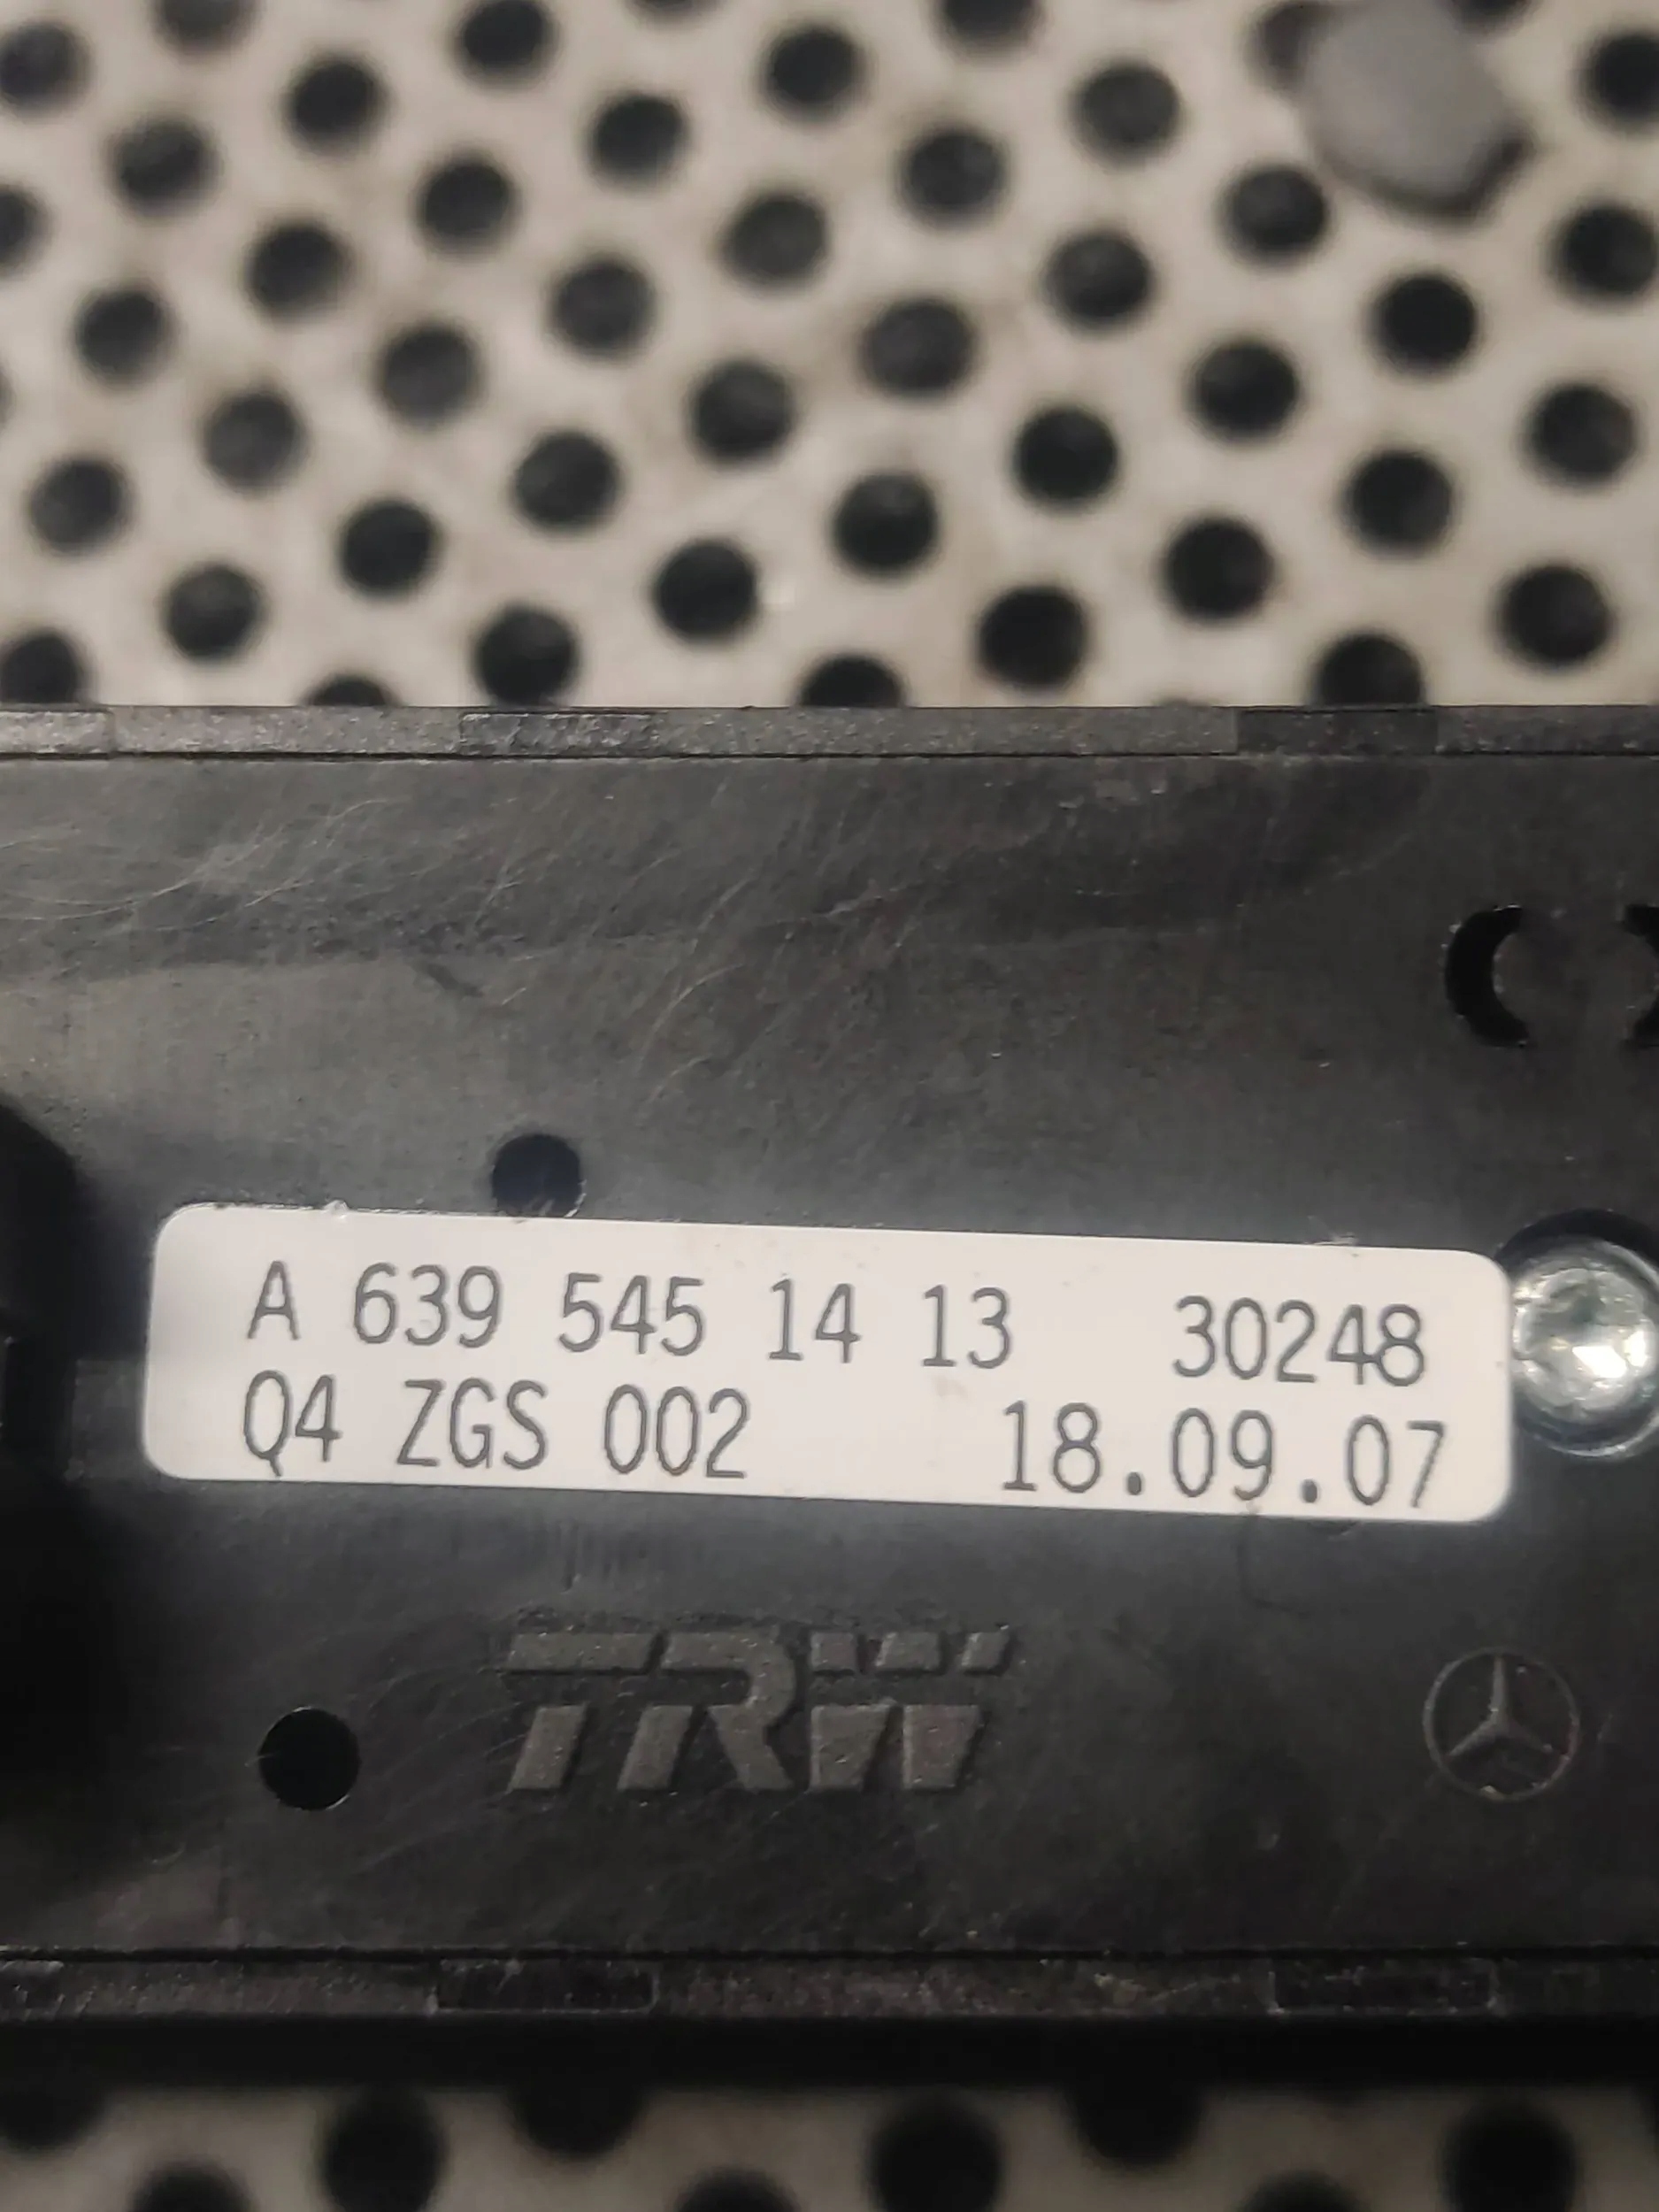 A 639 545 14 13 30248
Q4 ZGS 002 18.09.07
TRW